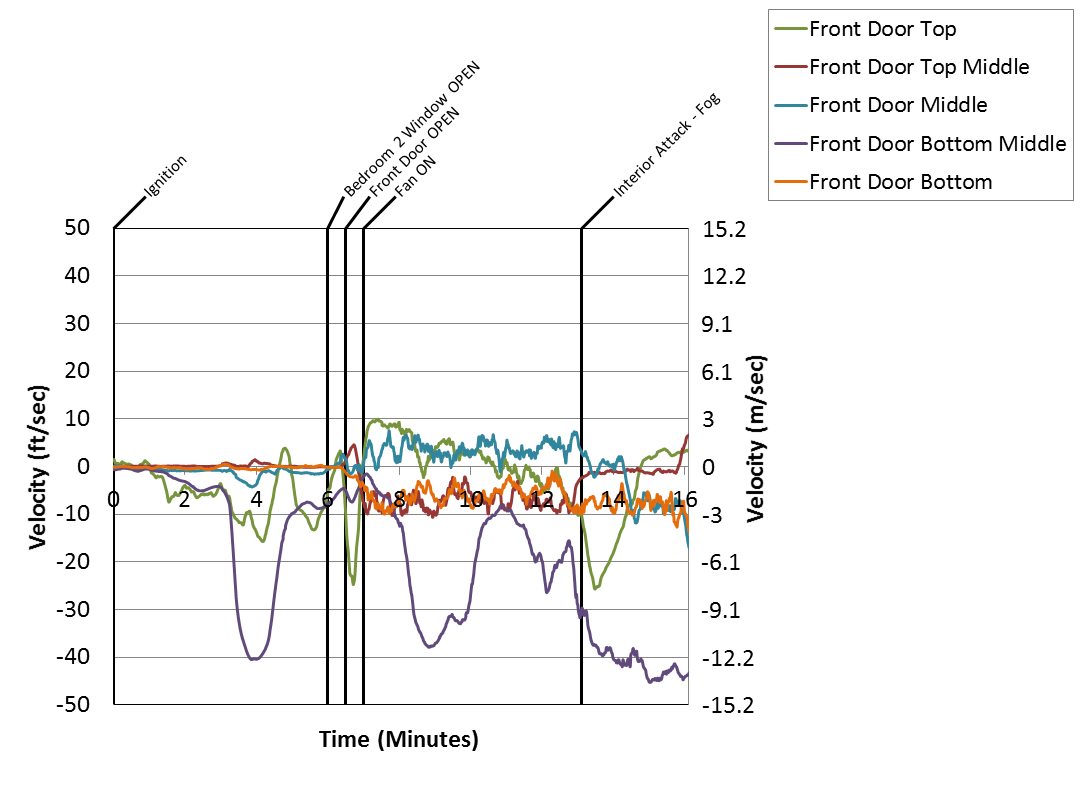 Front Door Top
Front Door Top Middle
Front Door Middle
Front Door Bottom Middle
Front Door Bottom
Ignition
Bedroom 2 Window OPEN
Front Door OPEN
Fan ON
Interior Attack - Fog
50
40
30
20
10
0
-10
-20
-30
-40
-50
Velocity (ft/sec)
0
2
4
6
8
10
12
14
16
Time (Minutes)
15.2
12.2
9.1
6.1
3
0
-3
-6.1
-9.1
-12.2
-15.2
Velocity (m/sec)